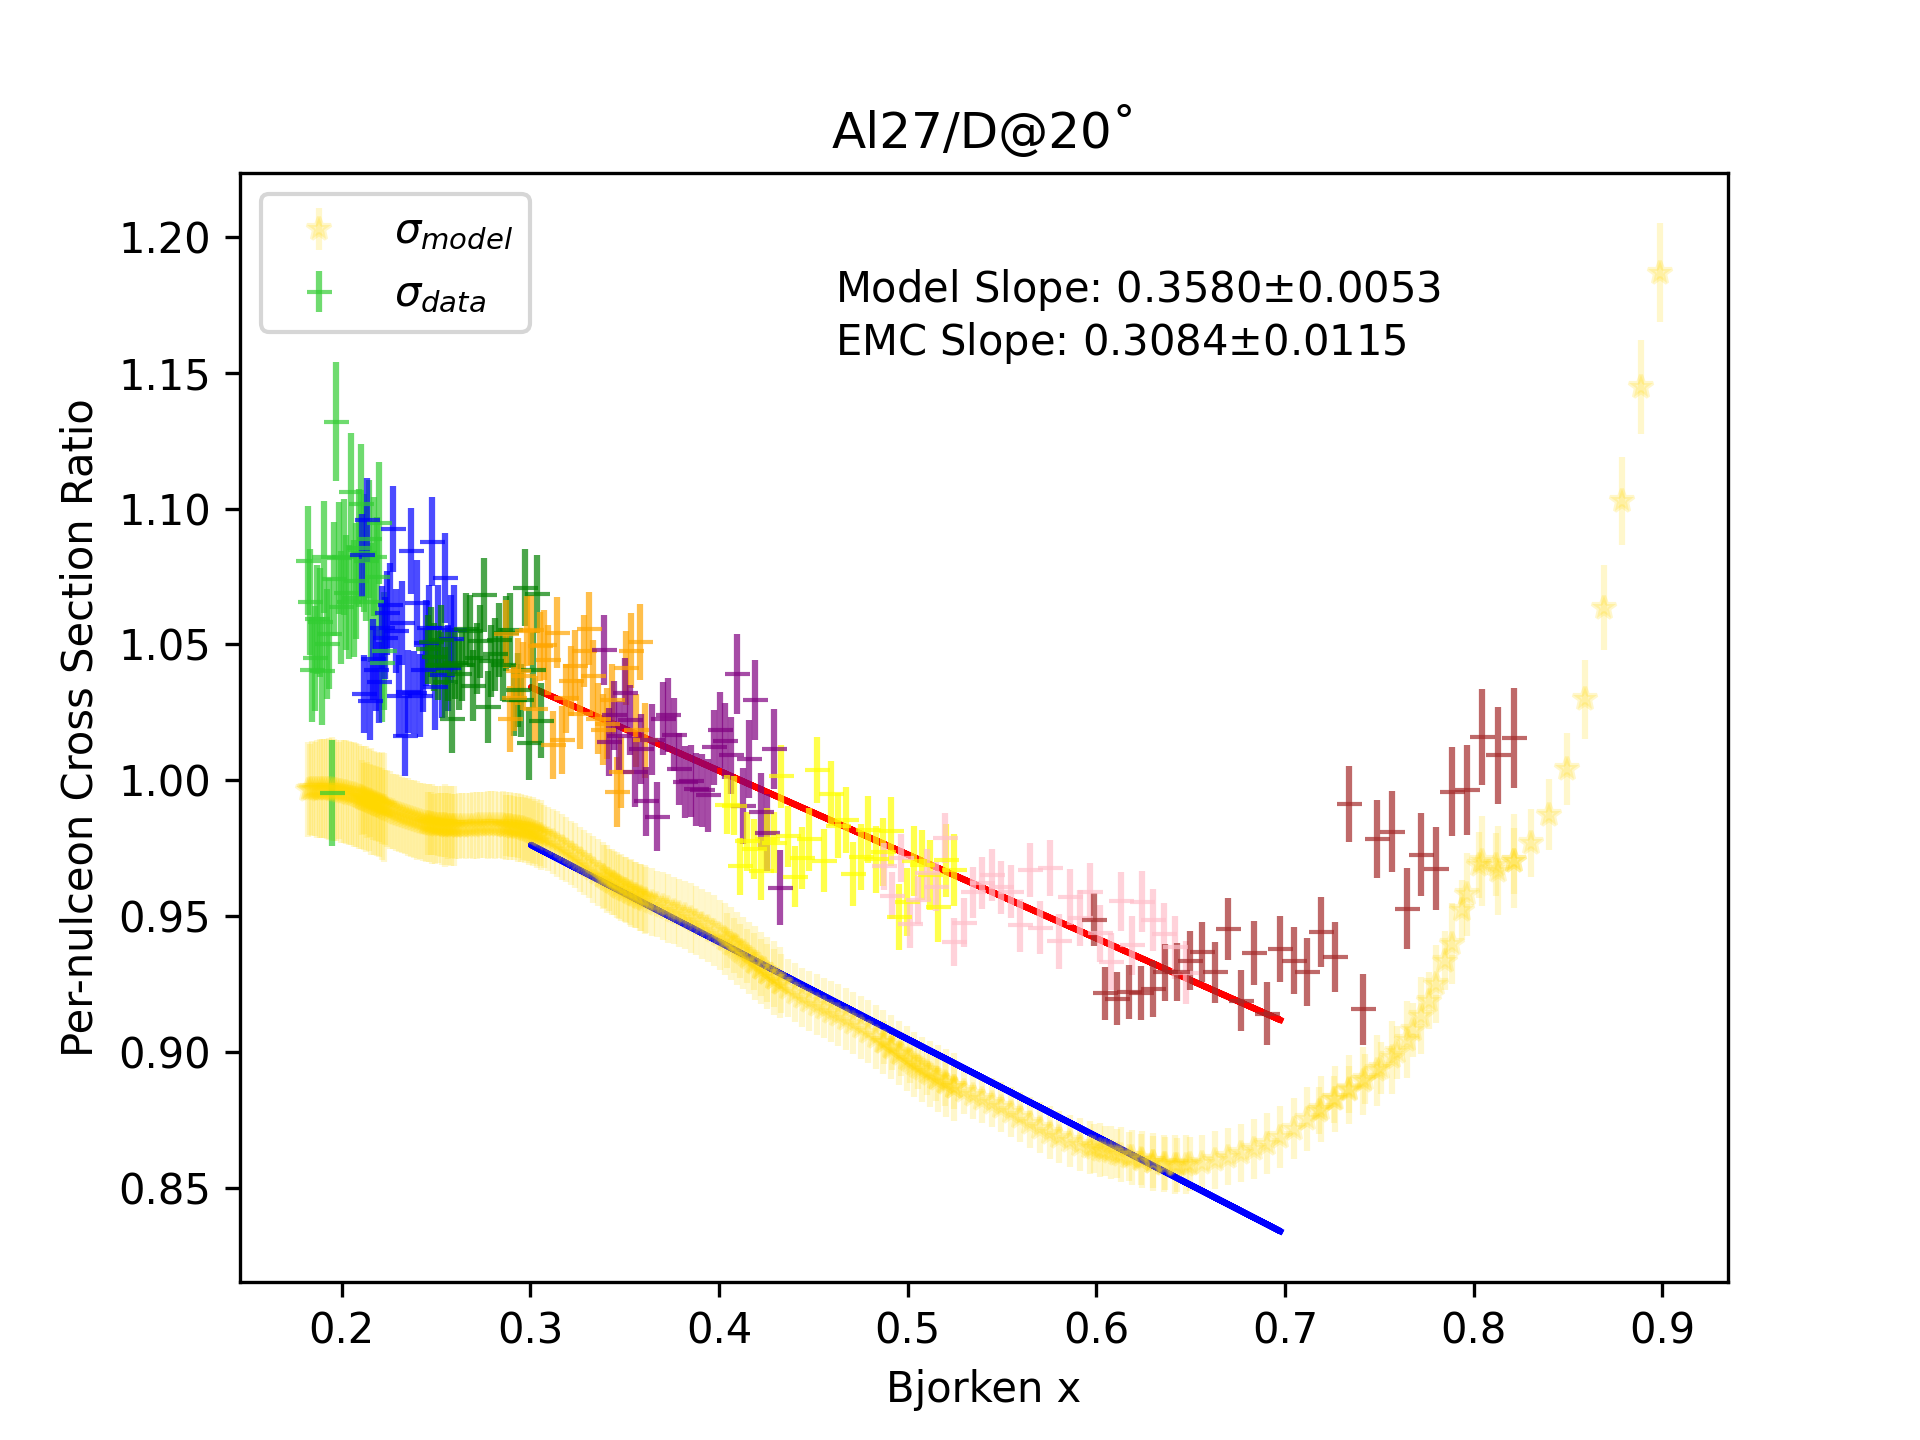 Al27/D@20˚
σmodel
σdata
Model Slope: 0.3580±0.0053
EMC Slope: 0.3084±0.0115
Per-nulceon Cross Section Ratio
1.20
1.15
1.10
1.05
1.00
0.95
0.90
0.85
0.2 0.3 0.4 0.5 0.6 0.7 0.8 0.9
Bjorken x